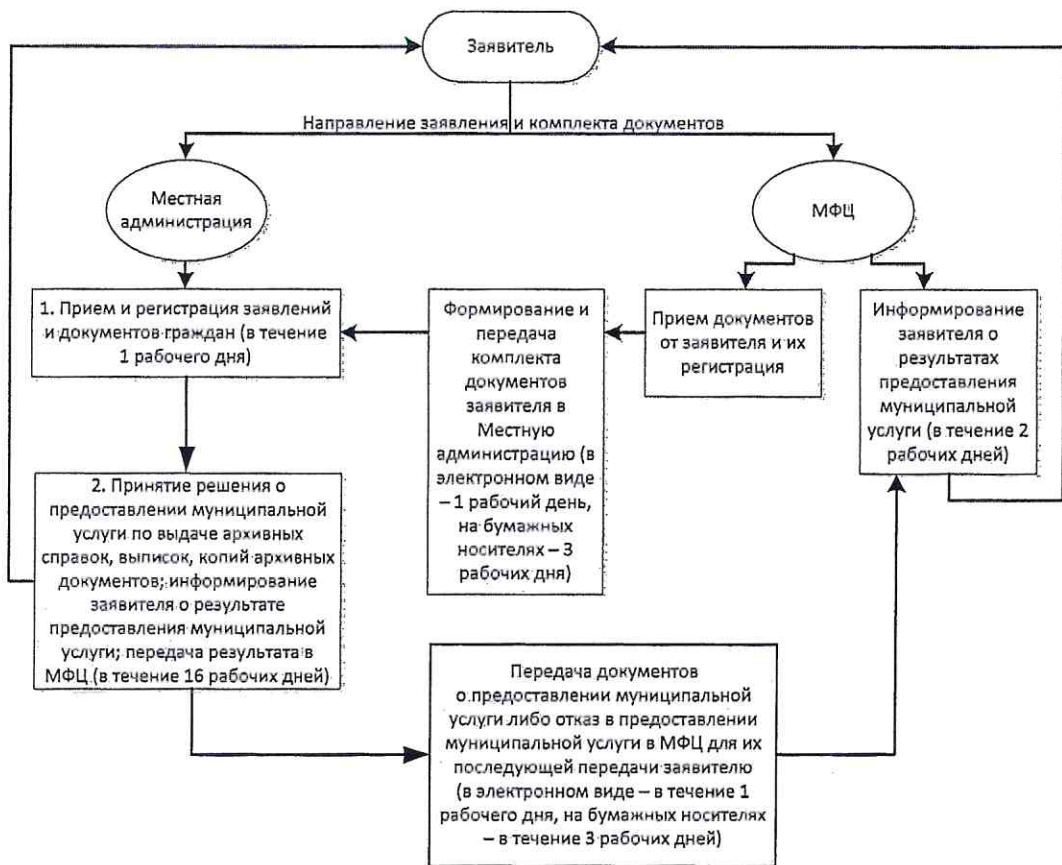 Заявитель
Направление заявления и комплекта документов
Местная
администрация
МФЦ
1. Прием и регистрация заявлений
и документов граждан (в течение
1 рабочего дня)
Формирование и
передача
комплекта
документов
заявителя в
Местную
администрацию (в
электронном виде
– 1 рабочий день,
на бумажных
носителях – 3
рабочих дня)
Прием документов
от заявителя и их
регистрация
Информирование
заявителя о
результатах
предоставления
муниципальной
услуги (в течение 2
рабочих дней)
2. Принятие решения о
предоставлении муниципальной
услуги по выдаче архивных
справок, выписок, копий архивных
документов; информирование
заявителя о результате
предоставления муниципальной
услуги; передача результата в
МФЦ (в течение 16 рабочих дней)
Передача документов
о предоставлении муниципальной
услуги либо отказ в предоставлении
муниципальной услуги в МФЦ для их
последующей передачи заявителю
(в электронном виде – в течение 1
рабочего дня, на бумажных носителях
– в течение 3 рабочих дней)